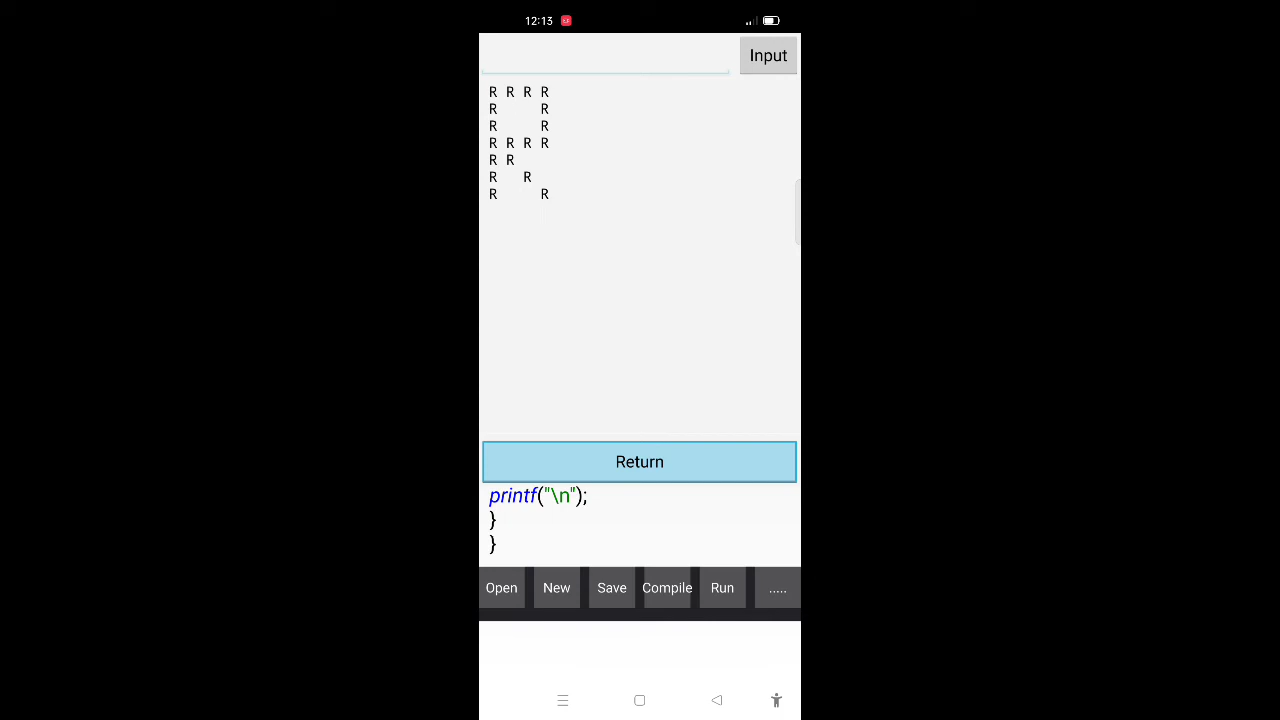 12:13
Input
R R R R
R     R
R     R
R R R R
R R
R   R
R     R
Return
printf("\n");
}
}
Open New Save Compile Run .....